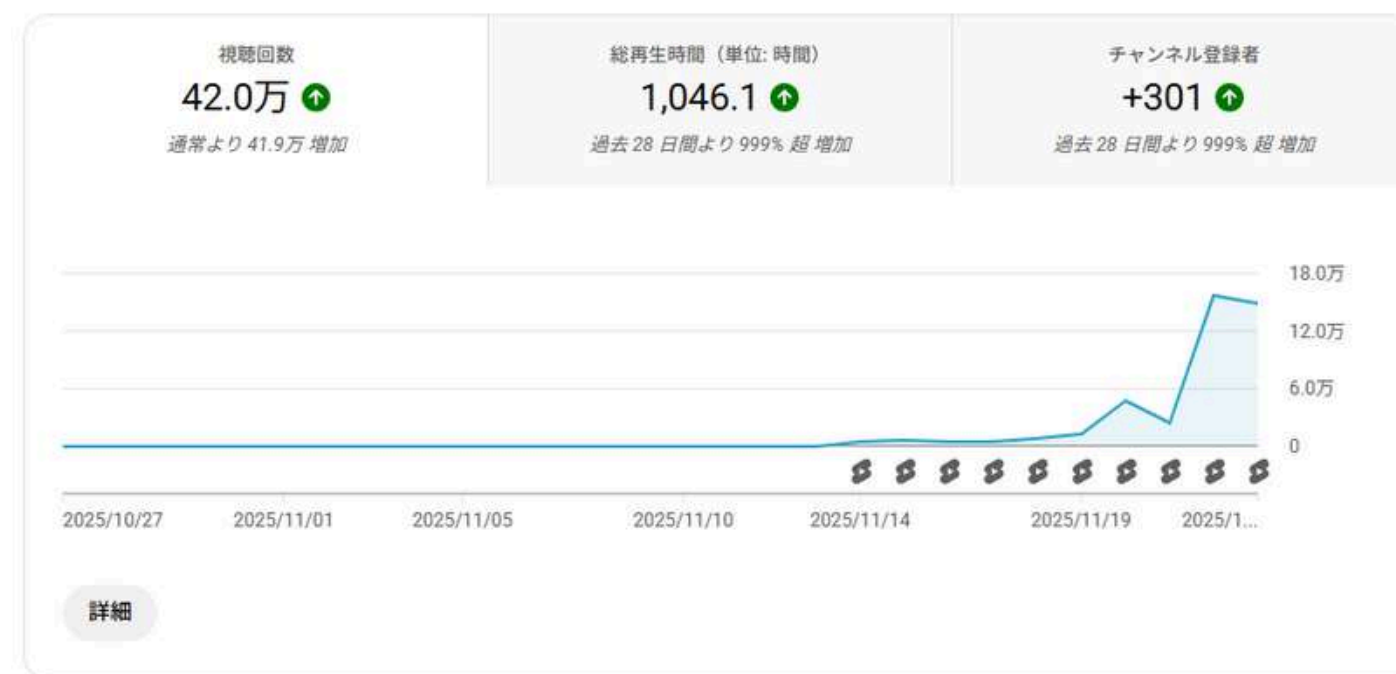 視聴回数
42.0万
通常より 41.9万 増加
総再生時間（単位: 時間）
1,046.1
過去 28 日間より 999% 超 増加
チャンネル登録者
+301
過去 28 日間より 999% 超 増加
18.0万
12.0万
6.0万
0
2025/10/27 2025/11/01 2025/11/05 2025/11/10 2025/11/14 2025/11/19 2025/1...
詳細